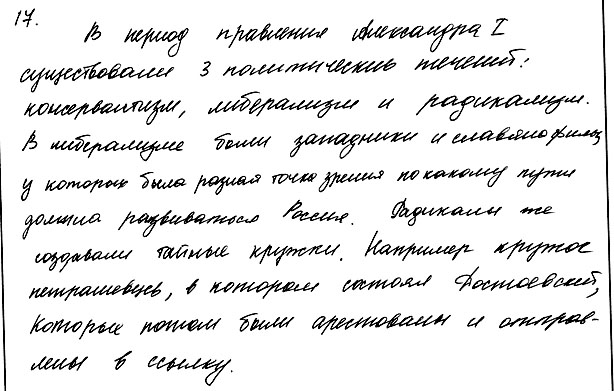 17.
В период правления Александра I
существовали 3 политических течений:
консерватизм, либерализм и радикализм.
В либерализме были западники и славянофилы
у которых была разная точка зрения по какому пути
должна развиваться Россия. Радикалы же
создавали тайные кружки. Например кружок
петрашевцев, в котором состоял Достоевский,
которые потом были арестованы и отправ-
лены в ссылку.